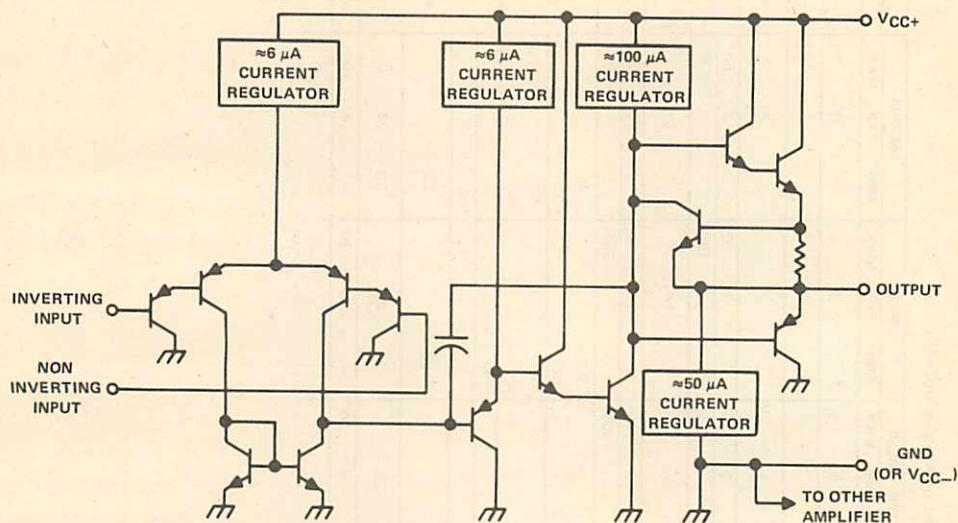 VCC+
≈6 μA
CURRENT
REGULATOR
≈6 μA
CURRENT
REGULATOR
≈100 μA
CURRENT
REGULATOR
INVERTING
INPUT
OUTPUT
NON
INVERTING
INPUT
≈50 μA
CURRENT
REGULATOR
GND
(OR VCC–)
TO OTHER
AMPLIFIER